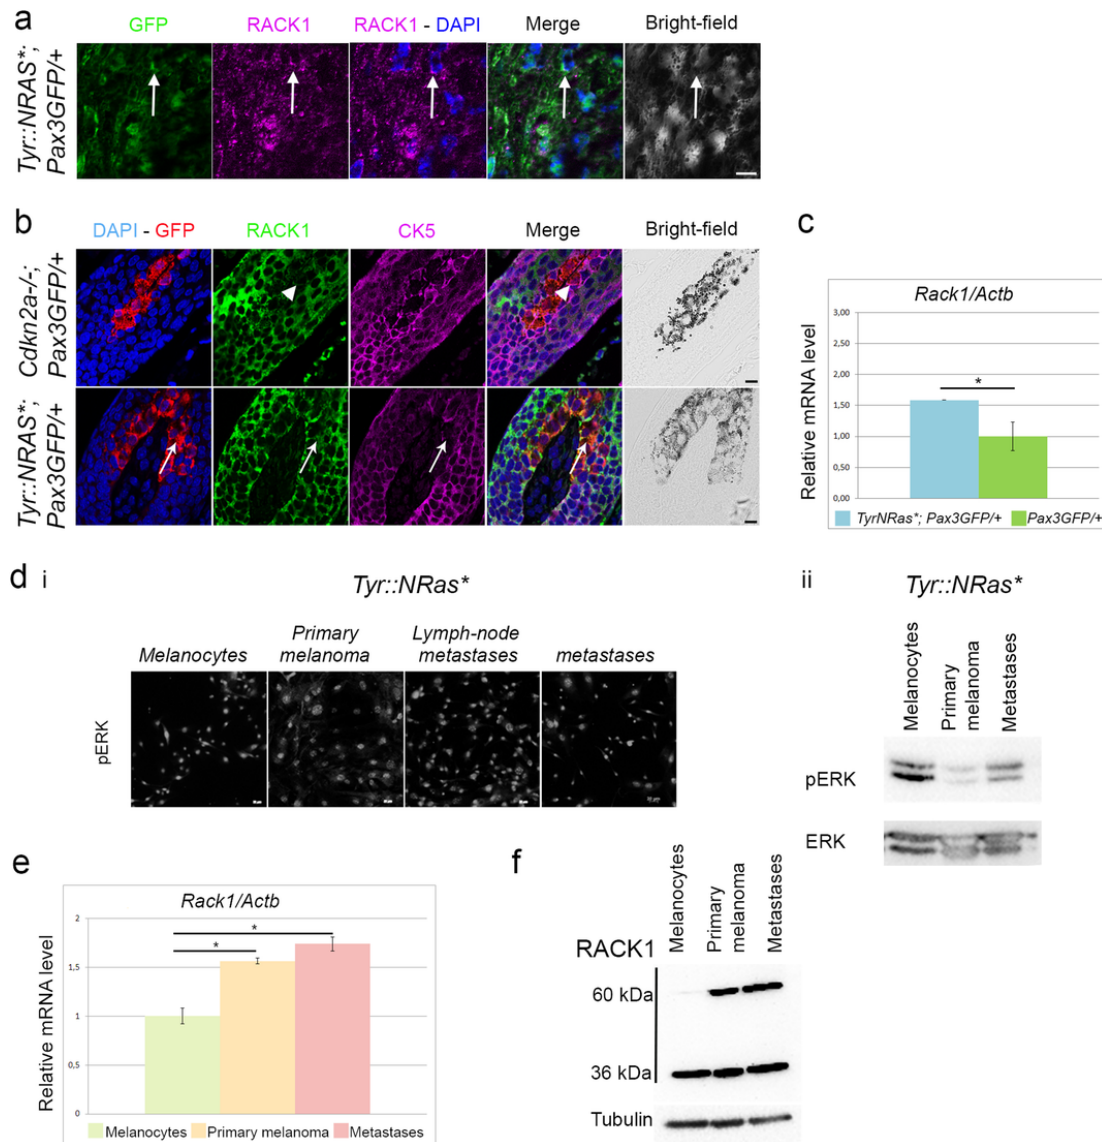 a
GFP
RACK1
RACK1 - DAPI
Merge
Bright-field
Tyr::NRAS*;
Pax3GFP/+
b
DAPI - GFP
RACK1
CK5
Merge
Bright-field
Cdkn2a-/-;
Pax3GFP/+
Tyr::NRAS*;
Pax3GFP/+
c
Rack1/Actb
Relative mRNA level
3,00
2,50
2,00
1,50
1,00
0,50
0,00
*
TyrNRas*; Pax3GFP/+
Pax3GFP/+
d
i
Tyr::NRas*
Melanocytes
Primary
melanoma
Lymph-node
metastases
metastases
pERK
ii
Tyr::NRas*
Melanocytes
Primary
melanoma
Metastases
pERK
ERK
e
Rack1/Actb
Relative mRNA level
2
1,5
1
0,5
0
*
*
Melanocytes
Primary melanoma
Metastases
f
Melanocytes
Primary
melanoma
Metastases
RACK1
60 kDa
36 kDa
Tubulin